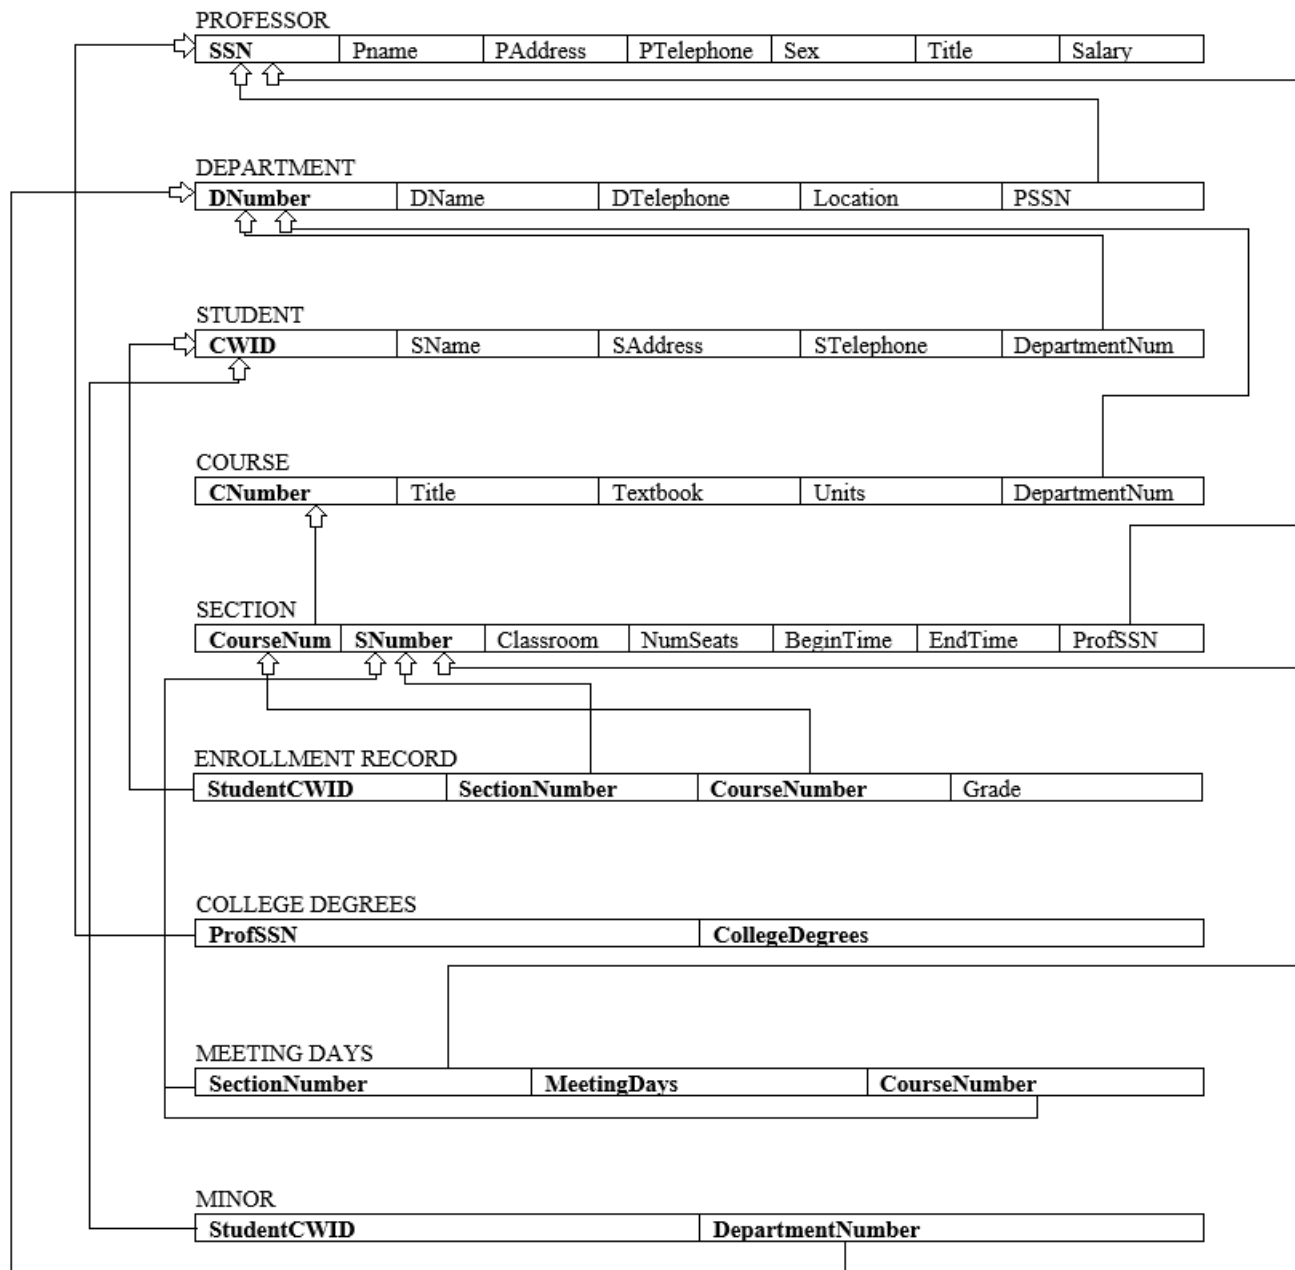 PROFESSOR
SSN Pname PAddress PTelephone Sex Title Salary
DEPARTMENT
DNumber DName DTelephone Location PSSN
STUDENT
CWID SName SAddress STelephone DepartmentNum
COURSE
CNumber Title Textbook Units DepartmentNum
SECTION
CourseNum SNumber Classroom NumSeats BeginTime EndTime ProfSSN
ENROLLMENT RECORD
StudentCWID SectionNumber CourseNumber Grade
COLLEGE DEGREES
ProfSSN CollegeDegrees
MEETING DAYS
SectionNumber MeetingDays CourseNumber
MINOR
StudentCWID DepartmentNumber